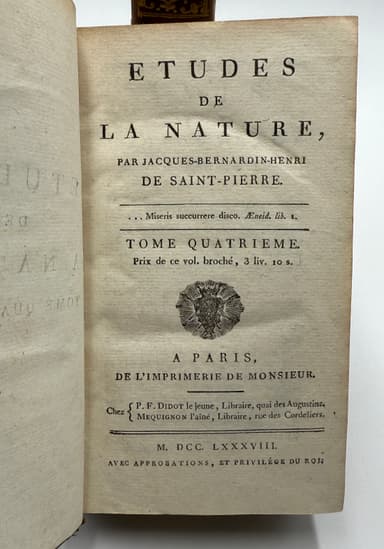 ETUDES
DE
LA NATURE,
PAR JACQUES-BERNARDIN-HENRI
DE SAINT-PIERRE.
. . . Miseris succurrere disco. Æneid. lib. I.
TOME QUATRIEME.
Prix de ce vol. broché, 3 liv. 10 s.
A PARIS,
DE L'IMPRIMERIE DE MONSIEUR.
Chez { P. F. DIDOT le jeune, Libraire, quai des Augustins.
MEQUIGNON l'aîné, Libraire, rue des Cordeliers.
M. DCC. LXXXVIII.
AVEC APPROBATIONS, ET PRIVILÉGE DU ROI.